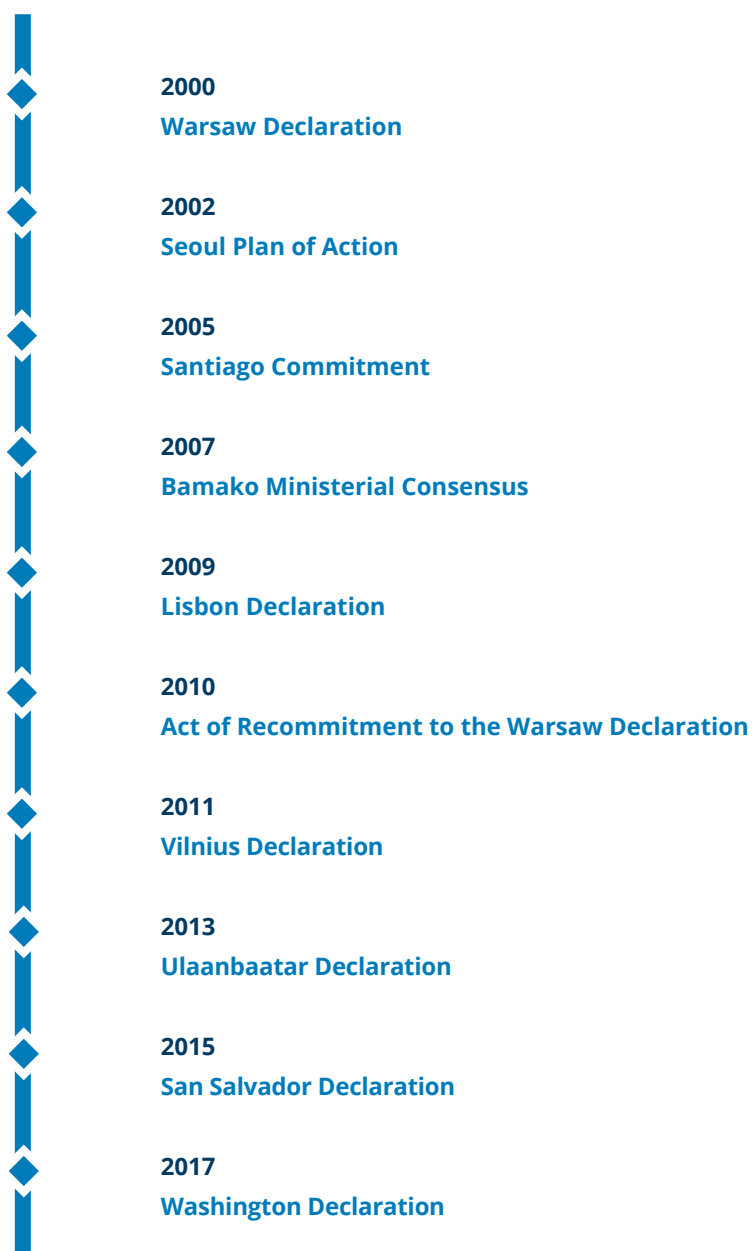 2000
Warsaw Declaration
2002
Seoul Plan of Action
2005
Santiago Commitment
2007
Bamako Ministerial Consensus
2009
Lisbon Declaration
2010
Act of Recommitment to the Warsaw Declaration
2011
Vilnius Declaration
2013
Ulaanbaatar Declaration
2015
San Salvador Declaration
2017
Washington Declaration